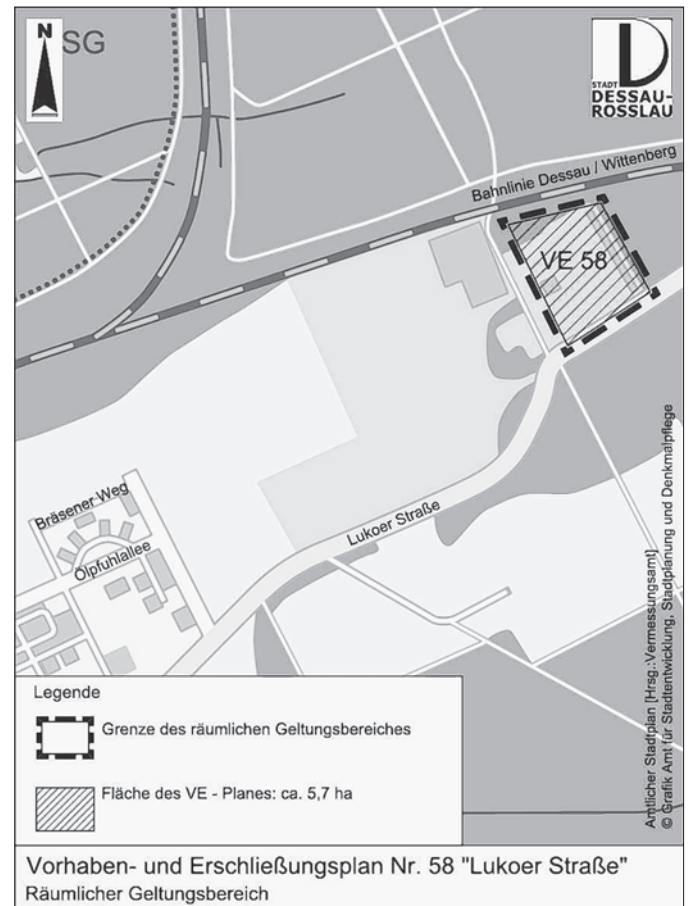 N
SG
STADT
DESSAU-
ROSSLAU
Bahnlinie Dessau / Wittenberg
VE 58
Bräsener Weg
Ölpfuhlallee
Lukoer Straße
Amtlicher Stadtplan [Hrsg.:Vermessungsamt]
© Grafik Amt für Stadtentwicklung, Stadtplanung und Denkmalpflege
Legende
Grenze des räumlichen Geltungsbereiches
Fläche des VE - Planes: ca. 5,7 ha
Vorhaben- und Erschließungsplan Nr. 58 "Lukoer Straße"
Räumlicher Geltungsbereich